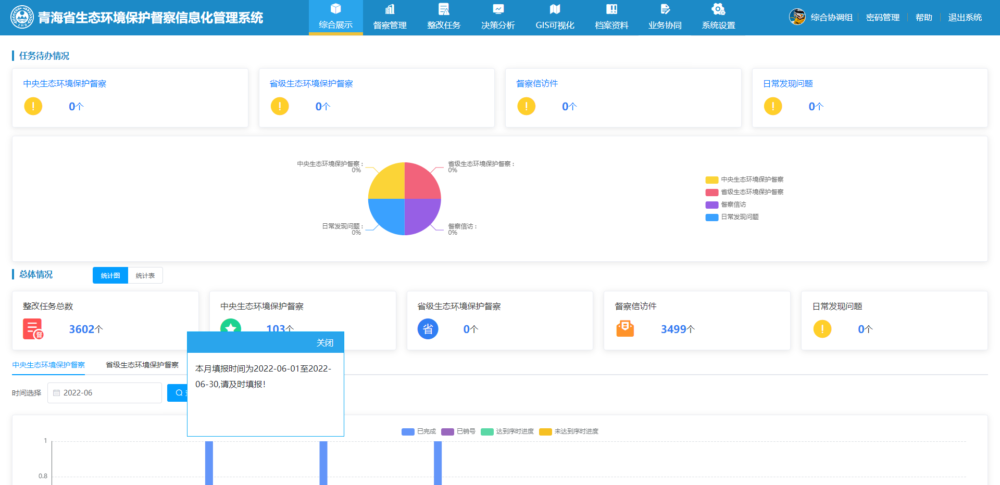 青海省生态环境保护督察信息化管理系统
综合展示
督察管理
整改任务
决策分析
GIS可视化
档案资料
业务协同
系统设置
综合协调组
密码管理
帮助
退出系统
任务待办情况
中央生态环境保护督察
0个
省级生态环境保护督察
0个
督察信访件
0个
日常发现问题
0个
中央生态环境保护督察：
0%
省级生态环境保护督察：
0%
日常发现问题：
0%
督察信访：
0%
中央生态环境保护督察
省级生态环境保护督察
督察信访
日常发现问题
总体情况
统计图
统计表
整改任务总数
督
3602个
中央生态环境保护督察
103个
省级生态环境保护督察
省
0个
督察信访件
3499个
日常发现问题
0个
关闭
本月填报时间为2022-06-01至2022-
06-30,请及时填报！
中央生态环境保护督察
省级生态环境保护督察
时间选择
2022-06
已完成
已销号
达到序时进度
未达到序时进度
1
0.8